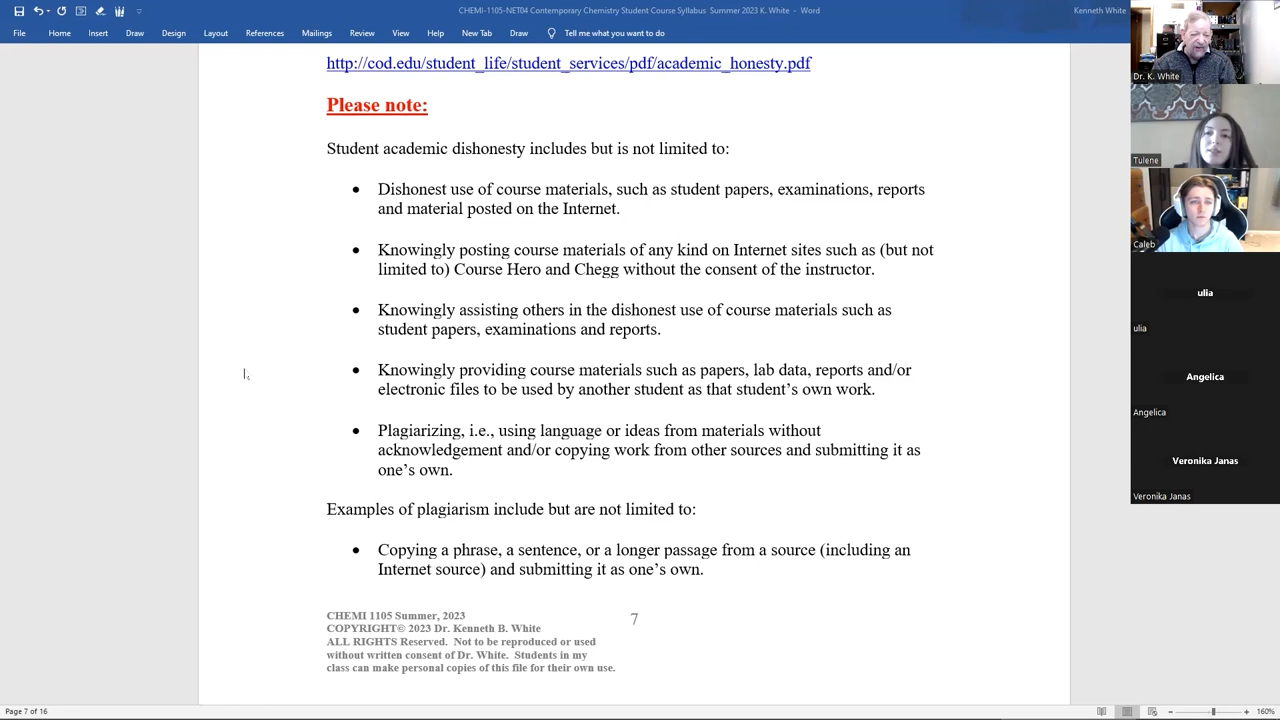 CHEMI-1105-NET04 Contemporary Chemistry Student Course Syllabus  Summer 2023 K. White  -  Word
Kenneth White
File Home Insert Draw Design Layout References Mailings Review View Help New Tab Draw Tell me what you want to do
http://cod.edu/student_life/student_services/pdf/academic_honesty.pdf
Please note:
Student academic dishonesty includes but is not limited to:
• Dishonest use of course materials, such as student papers, examinations, reports
and material posted on the Internet.
• Knowingly posting course materials of any kind on Internet sites such as (but not
limited to) Course Hero and Chegg without the consent of the instructor.
• Knowingly assisting others in the dishonest use of course materials such as
student papers, examinations and reports.
• Knowingly providing course materials such as papers, lab data, reports and/or
electronic files to be used by another student as that student’s own work.
• Plagiarizing, i.e., using language or ideas from materials without
acknowledgement and/or copying work from other sources and submitting it as
one’s own.
Examples of plagiarism include but are not limited to:
• Copying a phrase, a sentence, or a longer passage from a source (including an
Internet source) and submitting it as one’s own.
CHEMI 1105 Summer, 2023
COPYRIGHT© 2023 Dr. Kenneth B. White
ALL RIGHTS Reserved.  Not to be reproduced or used
without written consent of Dr. White.  Students in my
class can make personal copies of this file for their own use.
7
Page 7 of 16
160%
Dr. K. White
Tulene
Caleb
ulia
ulia
Angelica
Angelica
Veronika Janas
Veronika Janas